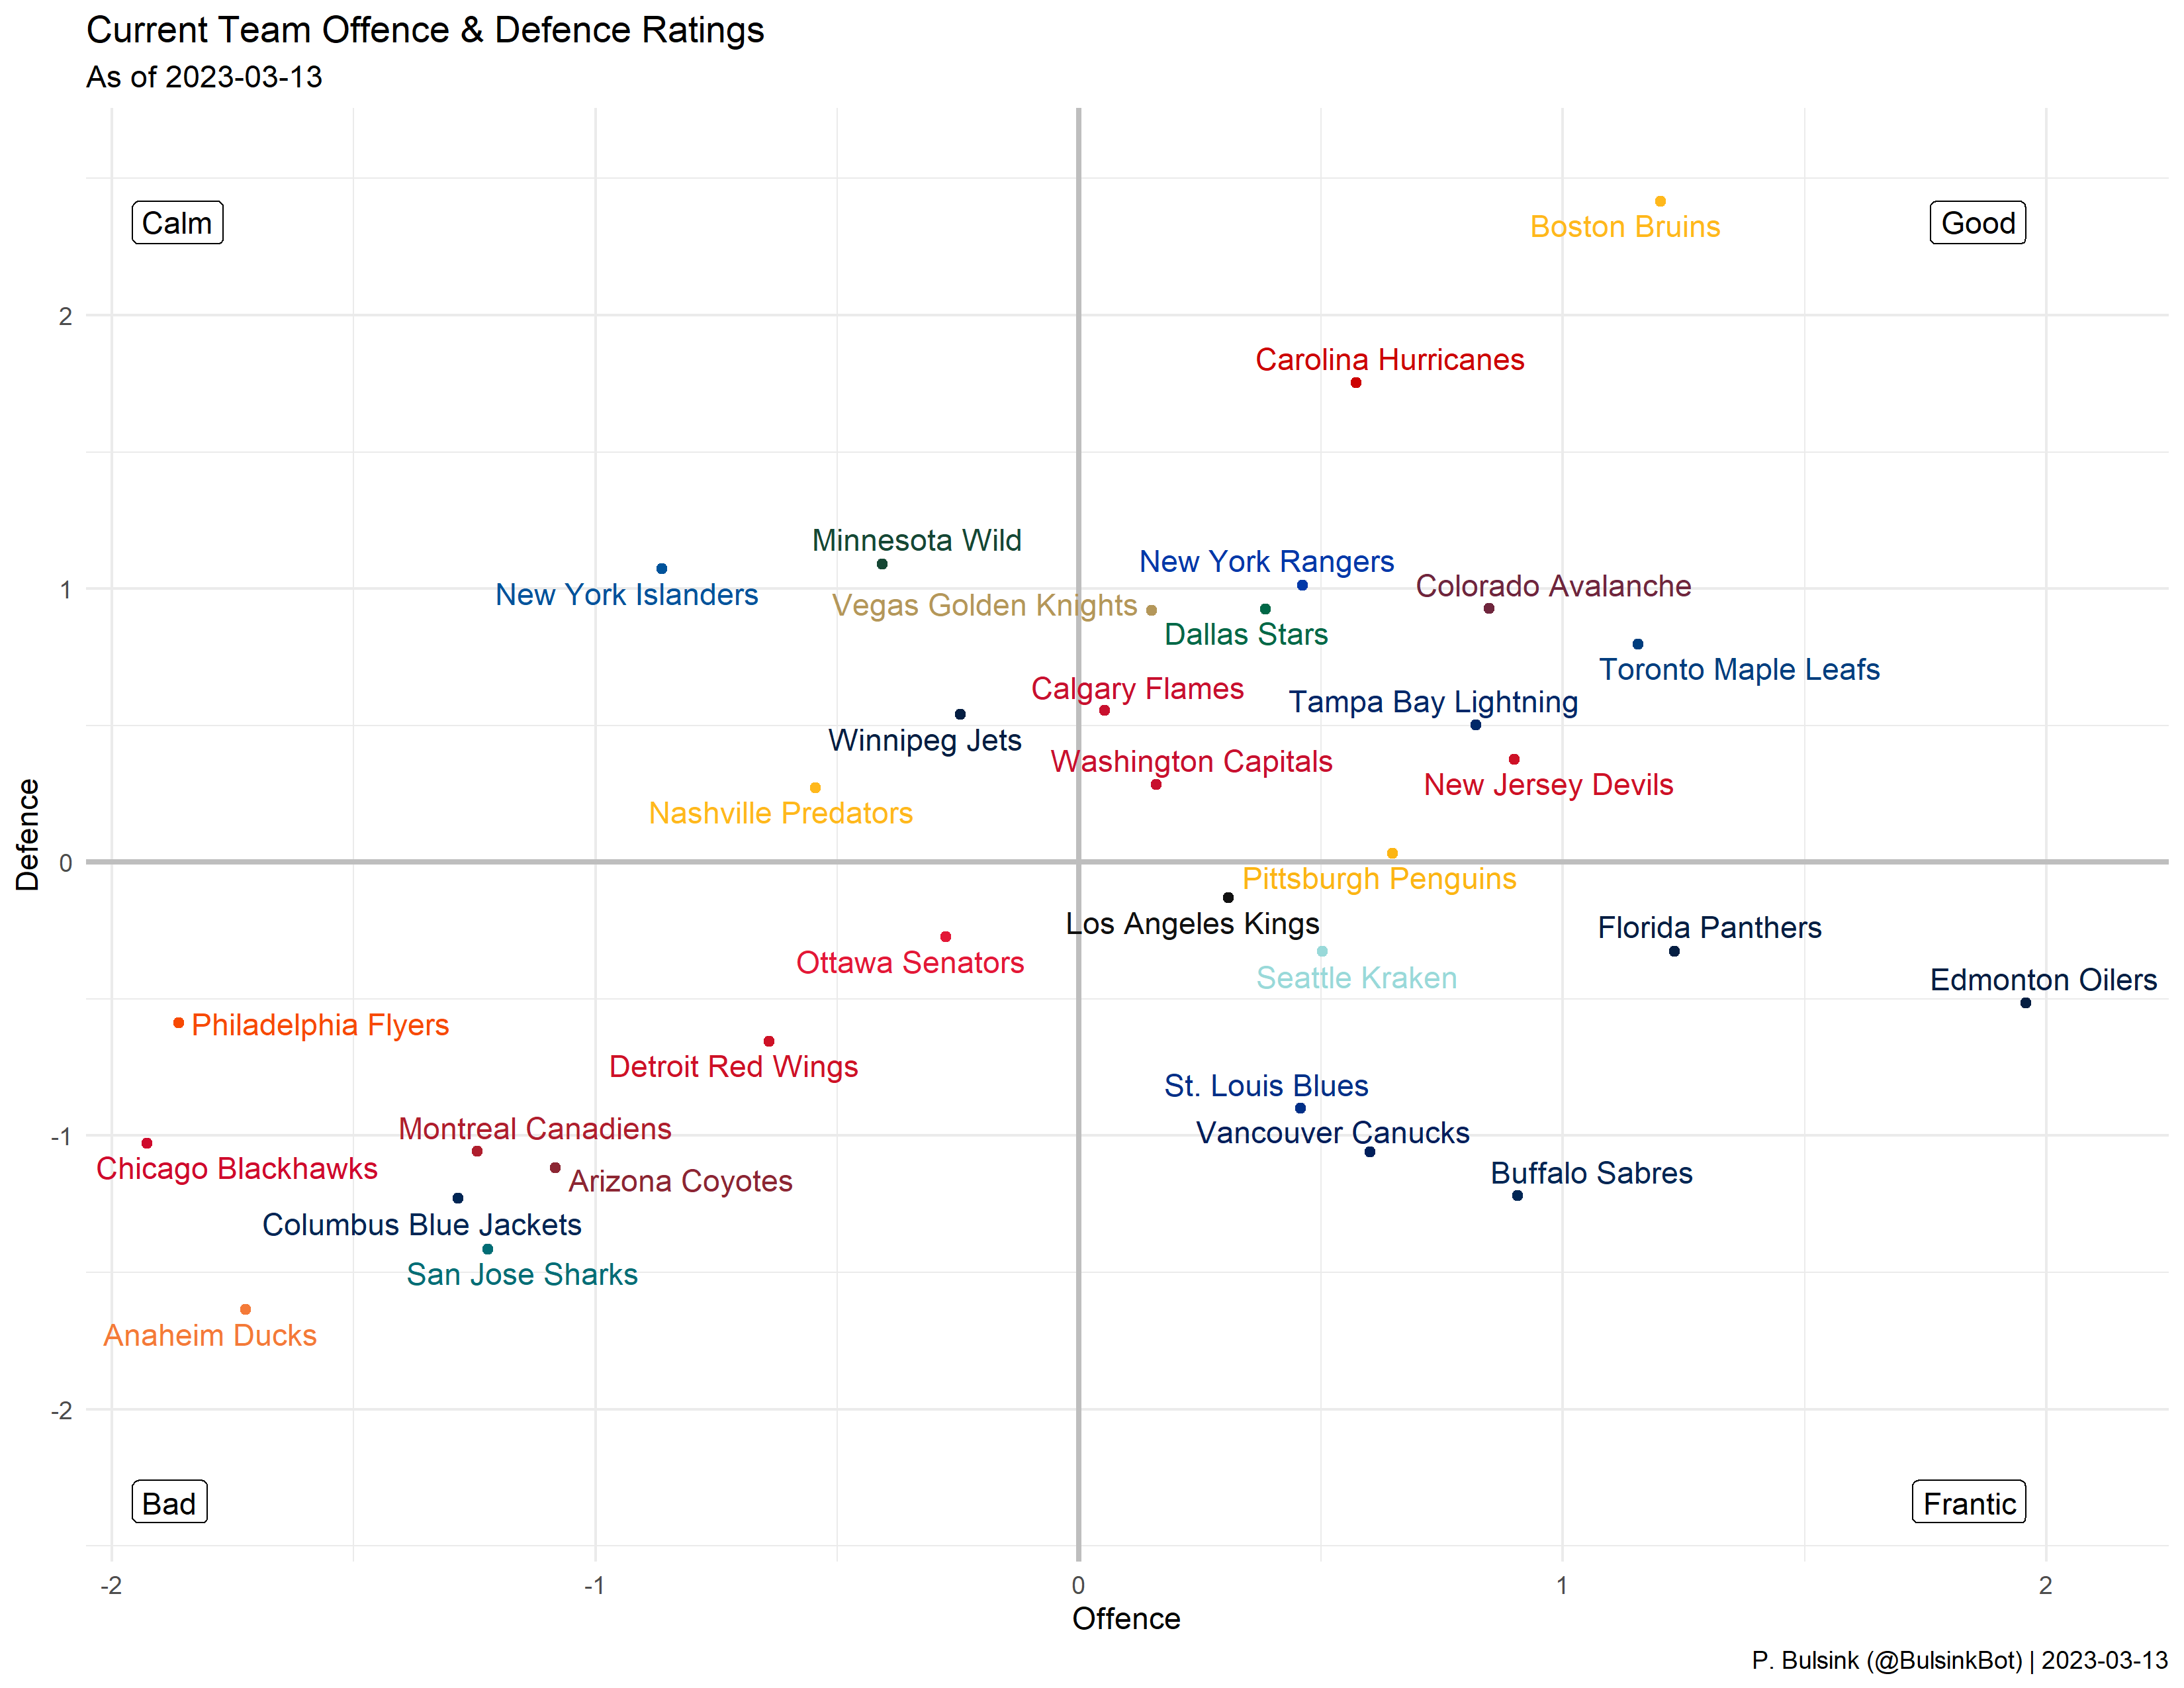 Current Team Offence & Defence Ratings
As of 2023-03-13
Calm
Good
Boston Bruins
2
Carolina Hurricanes
Minnesota Wild
New York Rangers
Colorado Avalanche
1
New York Islanders
Vegas Golden Knights
Dallas Stars
Toronto Maple Leafs
Calgary Flames
Tampa Bay Lightning
Winnipeg Jets
Washington Capitals
New Jersey Devils
Nashville Predators
Defence
0
Pittsburgh Penguins
Los Angeles Kings
Florida Panthers
Ottawa Senators
Seattle Kraken
Edmonton Oilers
Philadelphia Flyers
Detroit Red Wings
St. Louis Blues
-1
Montreal Canadiens
Vancouver Canucks
Chicago Blackhawks
Arizona Coyotes
Buffalo Sabres
Columbus Blue Jackets
San Jose Sharks
Anaheim Ducks
-2
Bad
Frantic
-2
-1
0
1
2
Offence
P. Bulsink (@BulsinkBot) | 2023-03-13